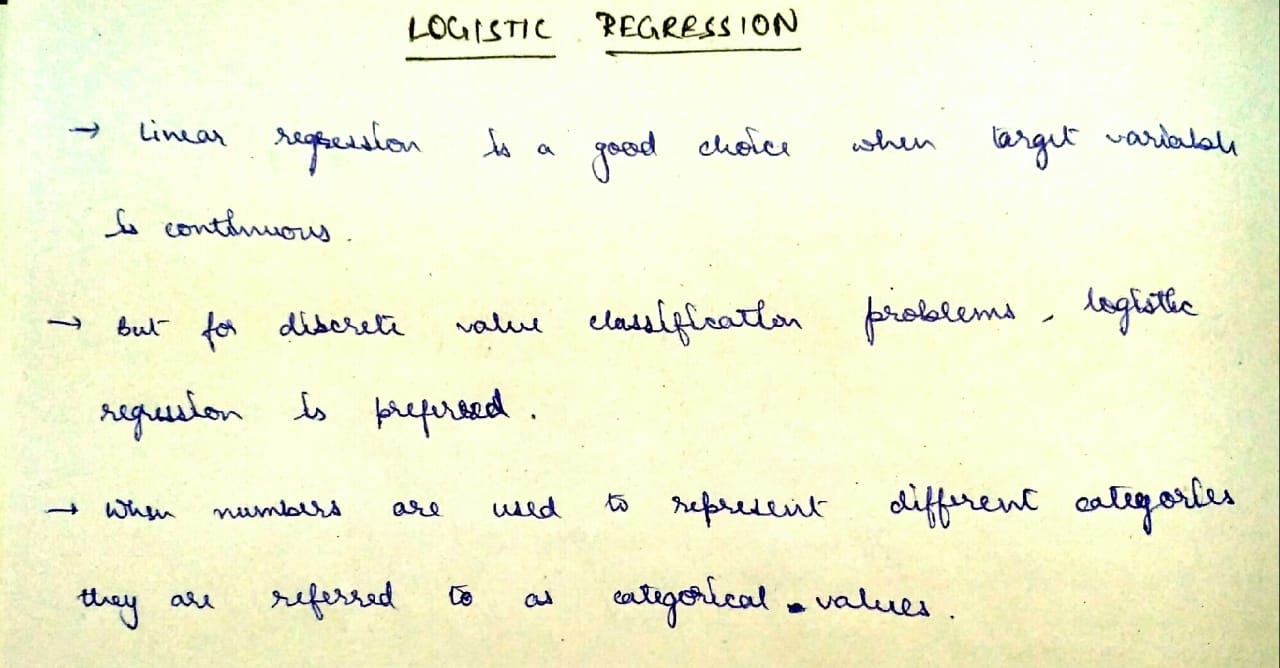 LOGISTIC REGRESSION
→ Linear regression is a good choice when target variable
is continuous.
→ But for discrete value classification problems, logistic
regression is preferred.
→ When numbers are used to represent different categories
they are referred to as categorical values.